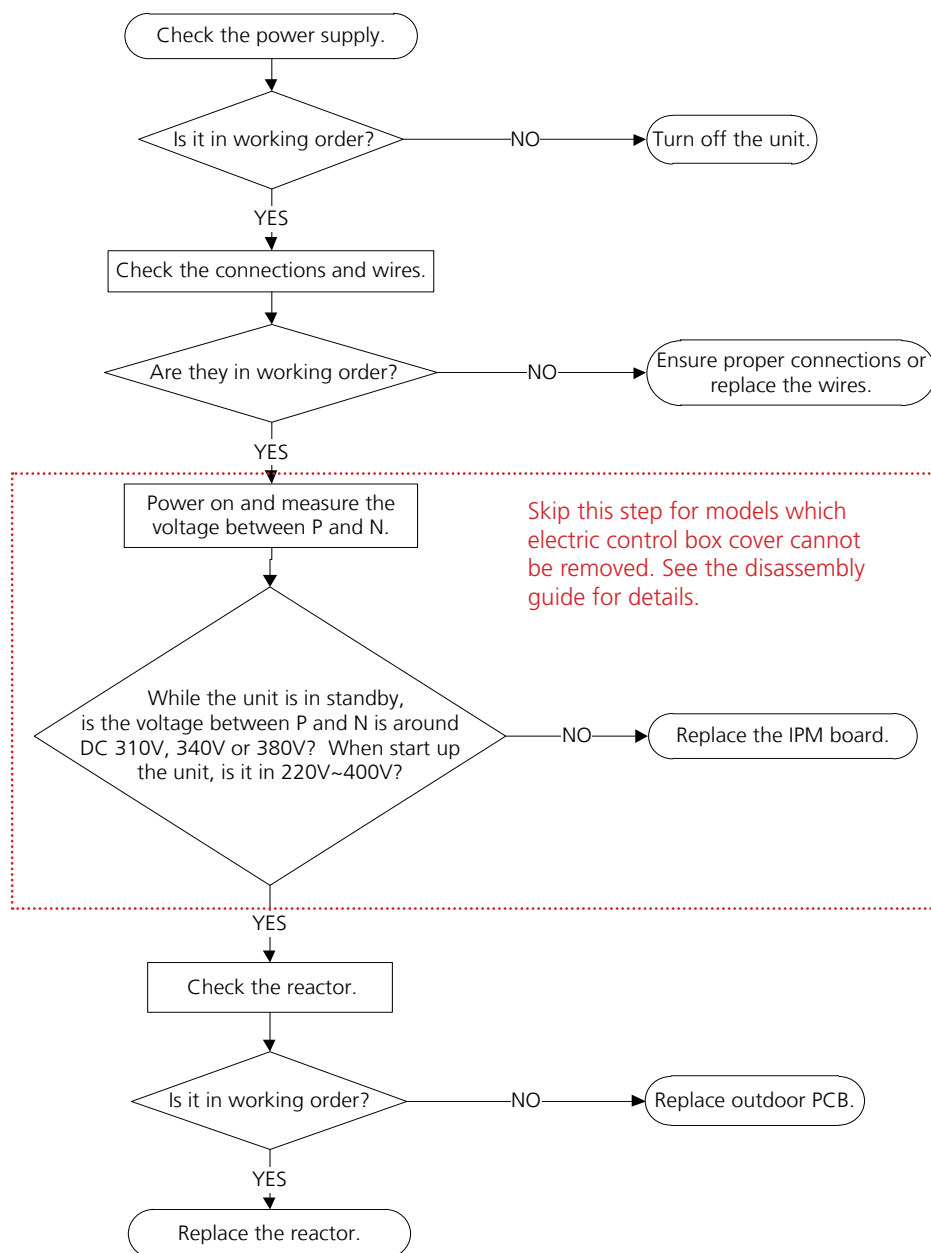 Check the power supply.
Is it in working order?
NO
Turn off the unit.
YES
Check the connections and wires.
Are they in working order?
NO
Ensure proper connections or
replace the wires.
YES
Power on and measure the
voltage between P and N.
Skip this step for models which
electric control box cover cannot
be removed. See the disassembly
guide for details.
While the unit is in standby,
is the voltage between P and N is around
DC 310V, 340V or 380V? When start up
the unit, is it in 220V~400V?
NO
Replace the IPM board.
YES
Check the reactor.
Is it in working order?
NO
Replace outdoor PCB.
YES
Replace the reactor.